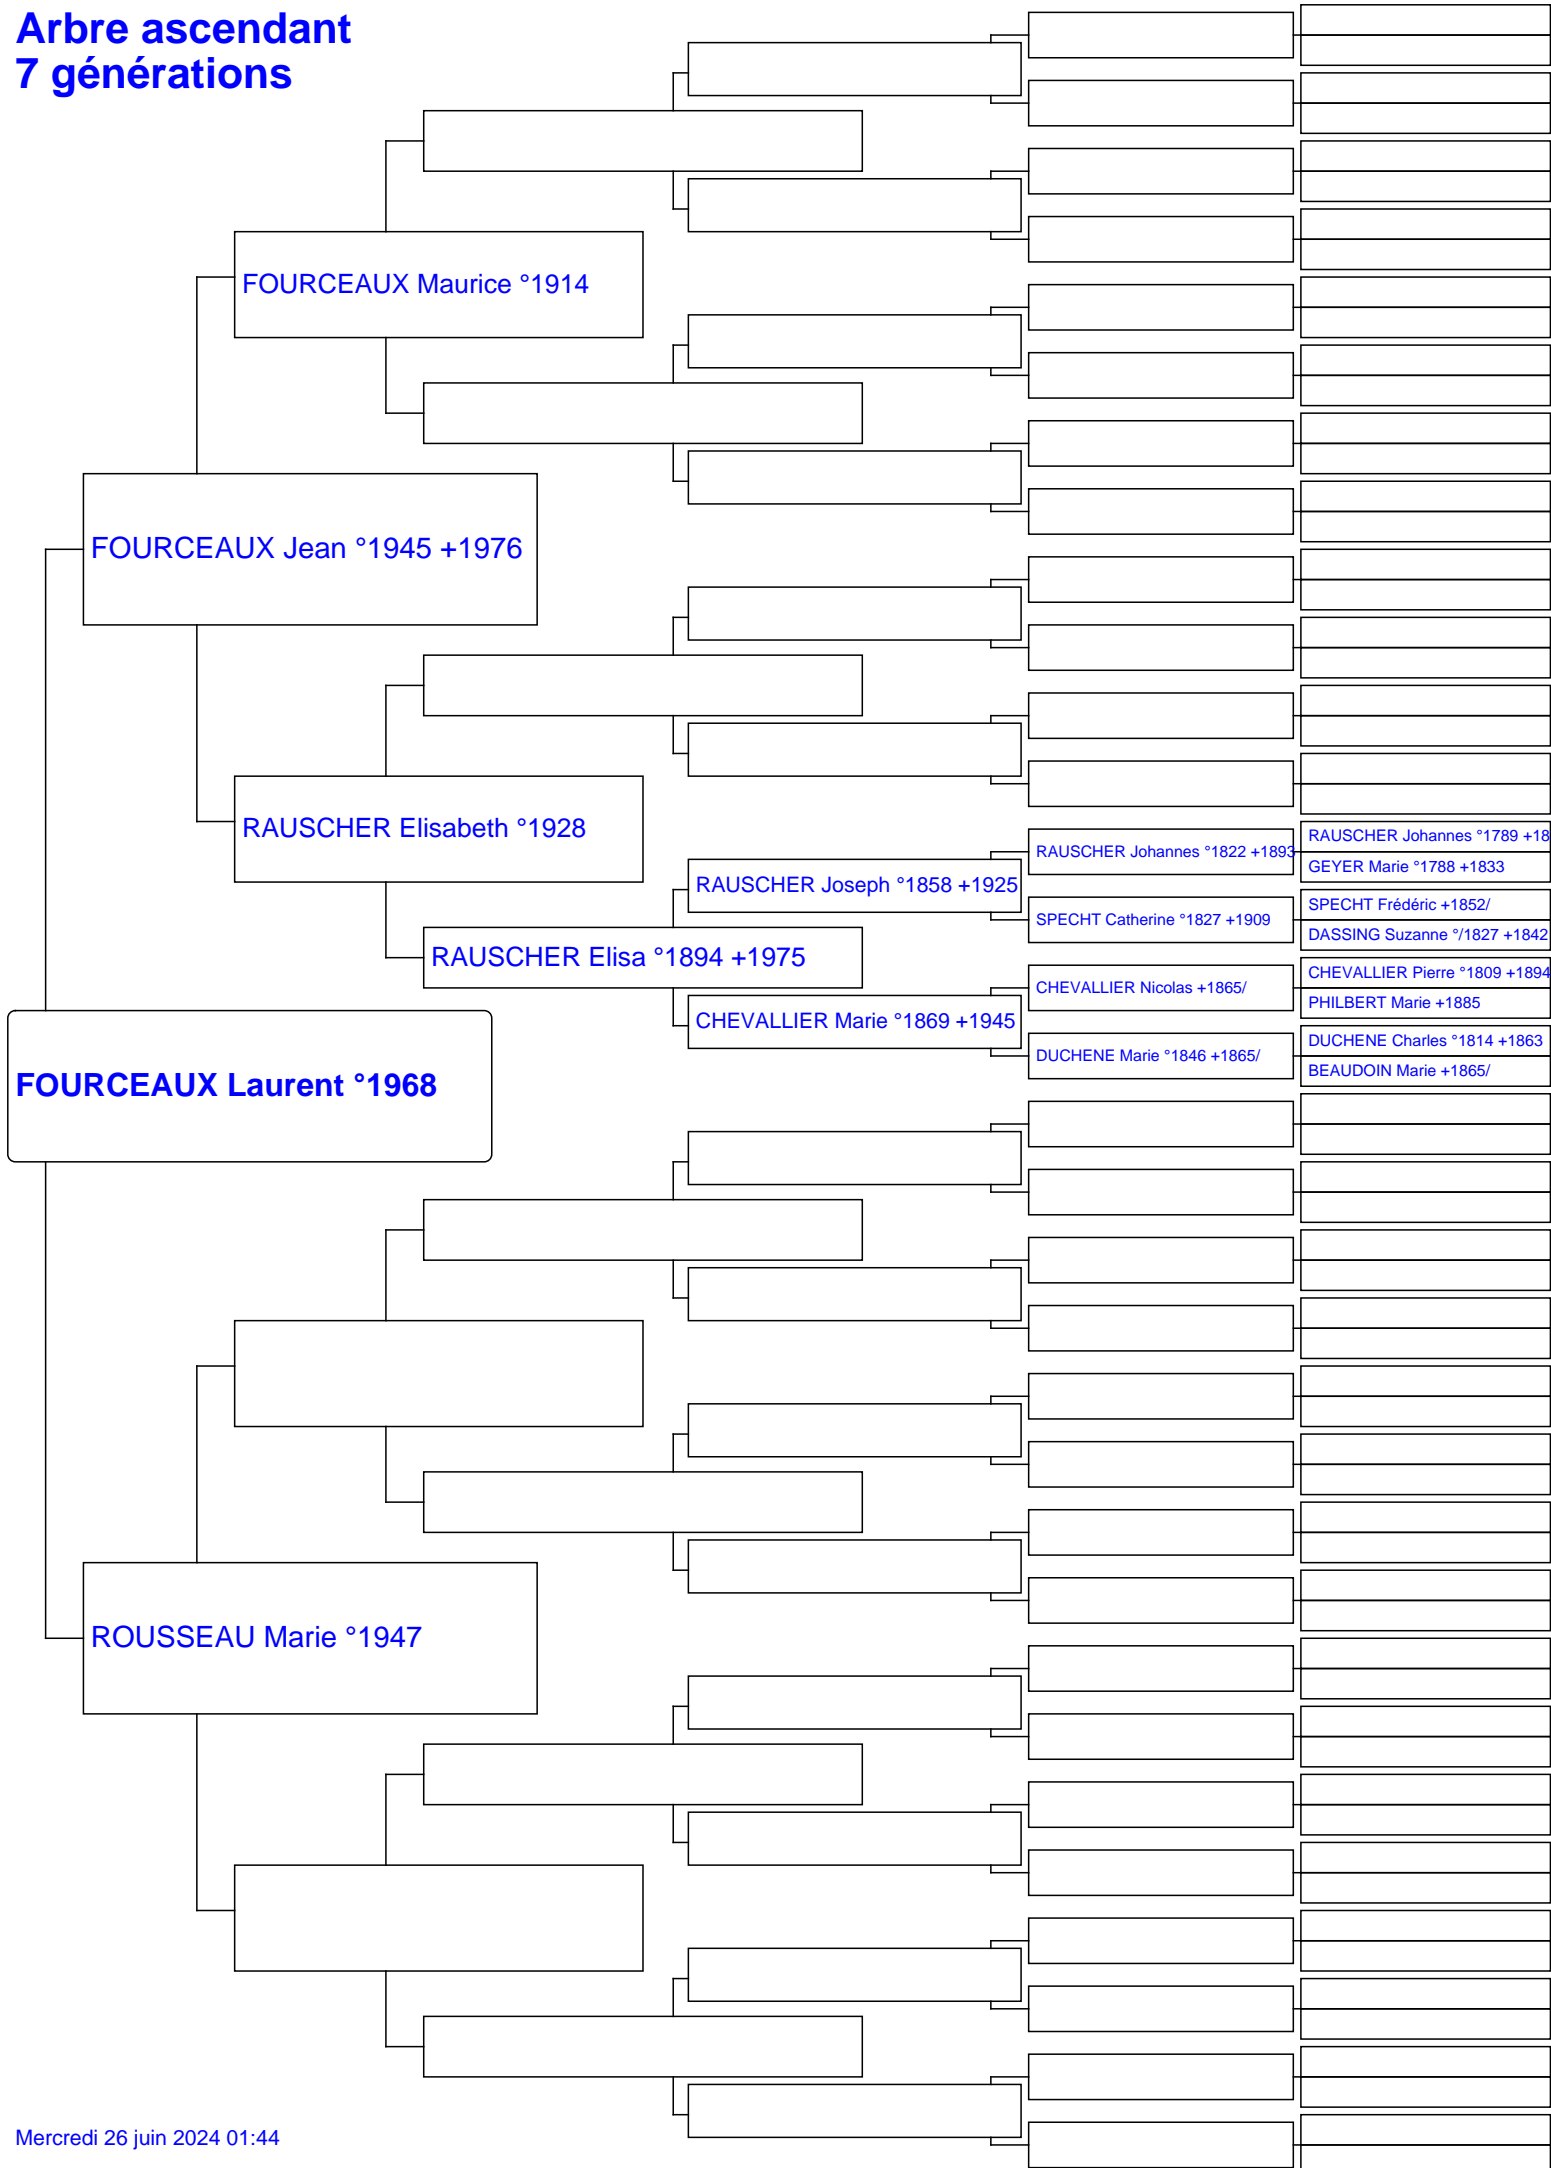 Arbre ascendant
7 générations
FOURCEAUX Maurice °1914
FOURCEAUX Jean °1945 +1976
RAUSCHER Elisabeth °1928
RAUSCHER Johannes °1789 +18
RAUSCHER Johannes °1822 +1893
GEYER Marie °1788 +1833
RAUSCHER Joseph °1858 +1925
SPECHT Frédéric +1852/
SPECHT Catherine °1827 +1909
DASSING Suzanne °/1827 +1842
RAUSCHER Elisa °1894 +1975
CHEVALLIER Pierre °1809 +1894
CHEVALLIER Nicolas +1865/
PHILBERT Marie +1885
CHEVALLIER Marie °1869 +1945
DUCHENE Charles °1814 +1863
DUCHENE Marie °1846 +1865/
BEAUDOIN Marie +1865/
FOURCEAUX Laurent °1968
ROUSSEAU Marie °1947
Mercredi 26 juin 2024 01:44